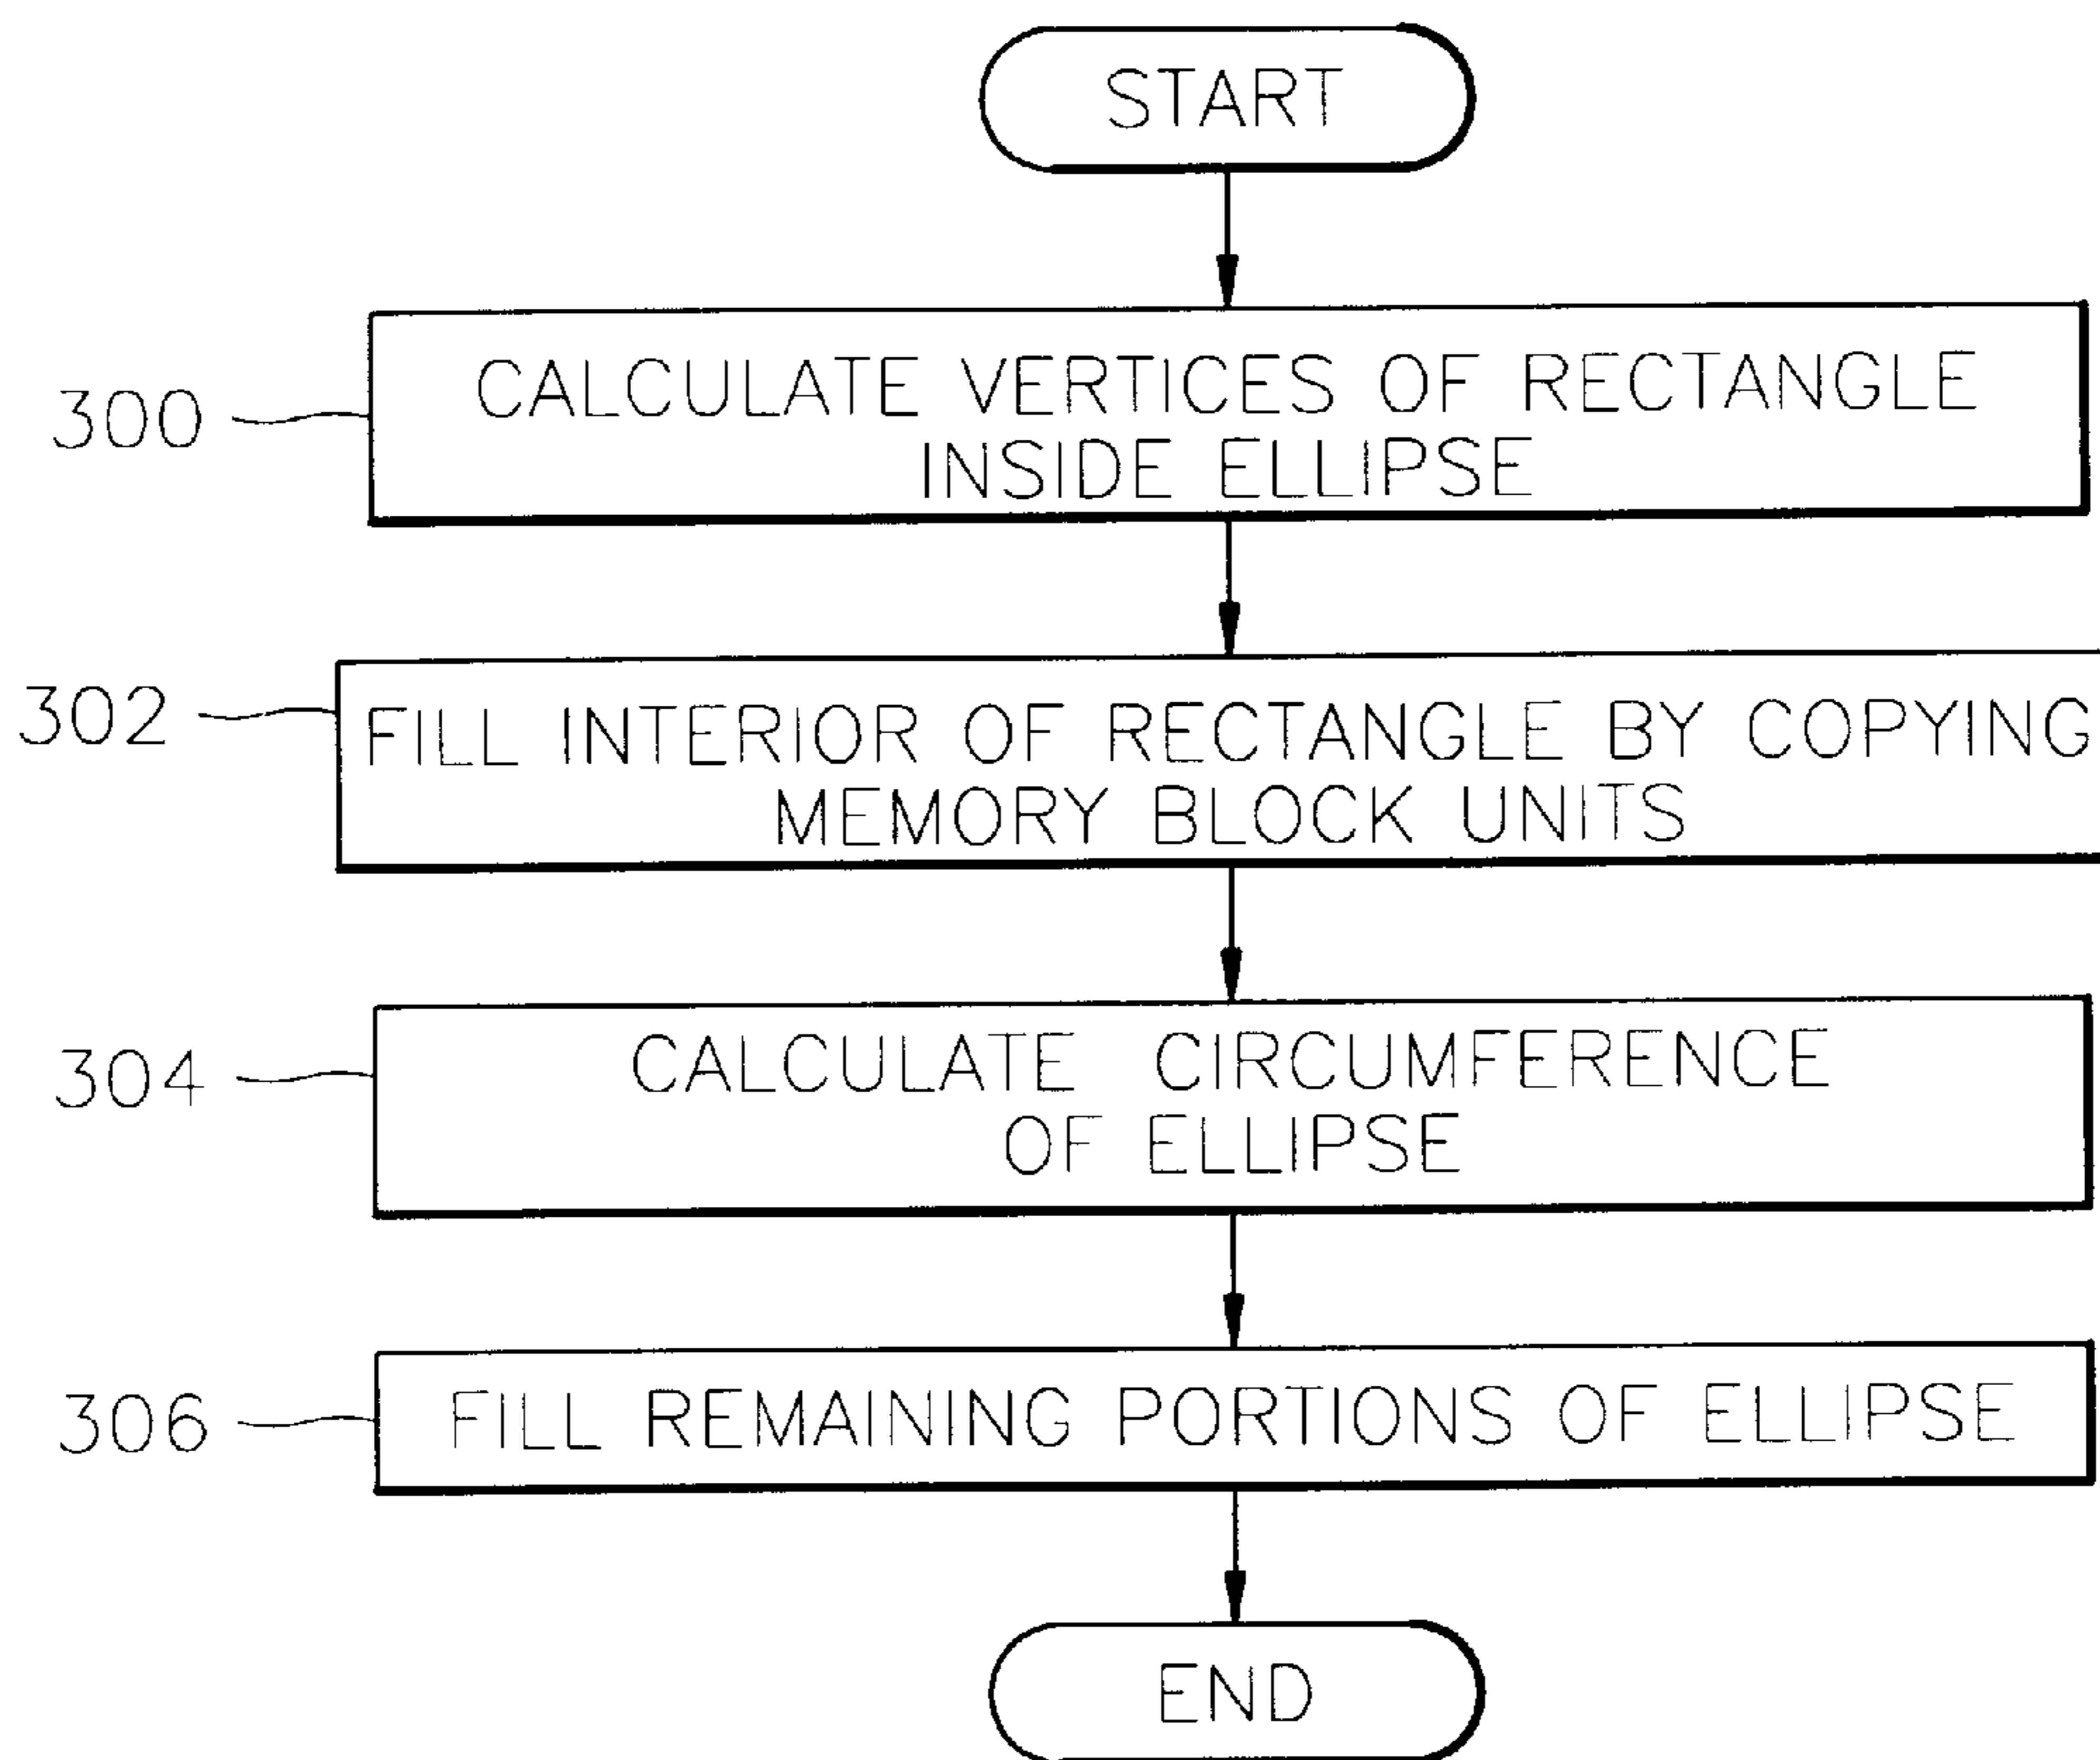 START
300
CALCULATE VERTICES OF RECTANGLE
INSIDE ELLIPSE
302
FILL INTERIOR OF RECTANGLE BY COPYING
MEMORY BLOCK UNITS
304
CALCULATE CIRCUMFERENCE
OF ELLIPSE
306
FILL REMAINING PORTIONS OF ELLIPSE
END